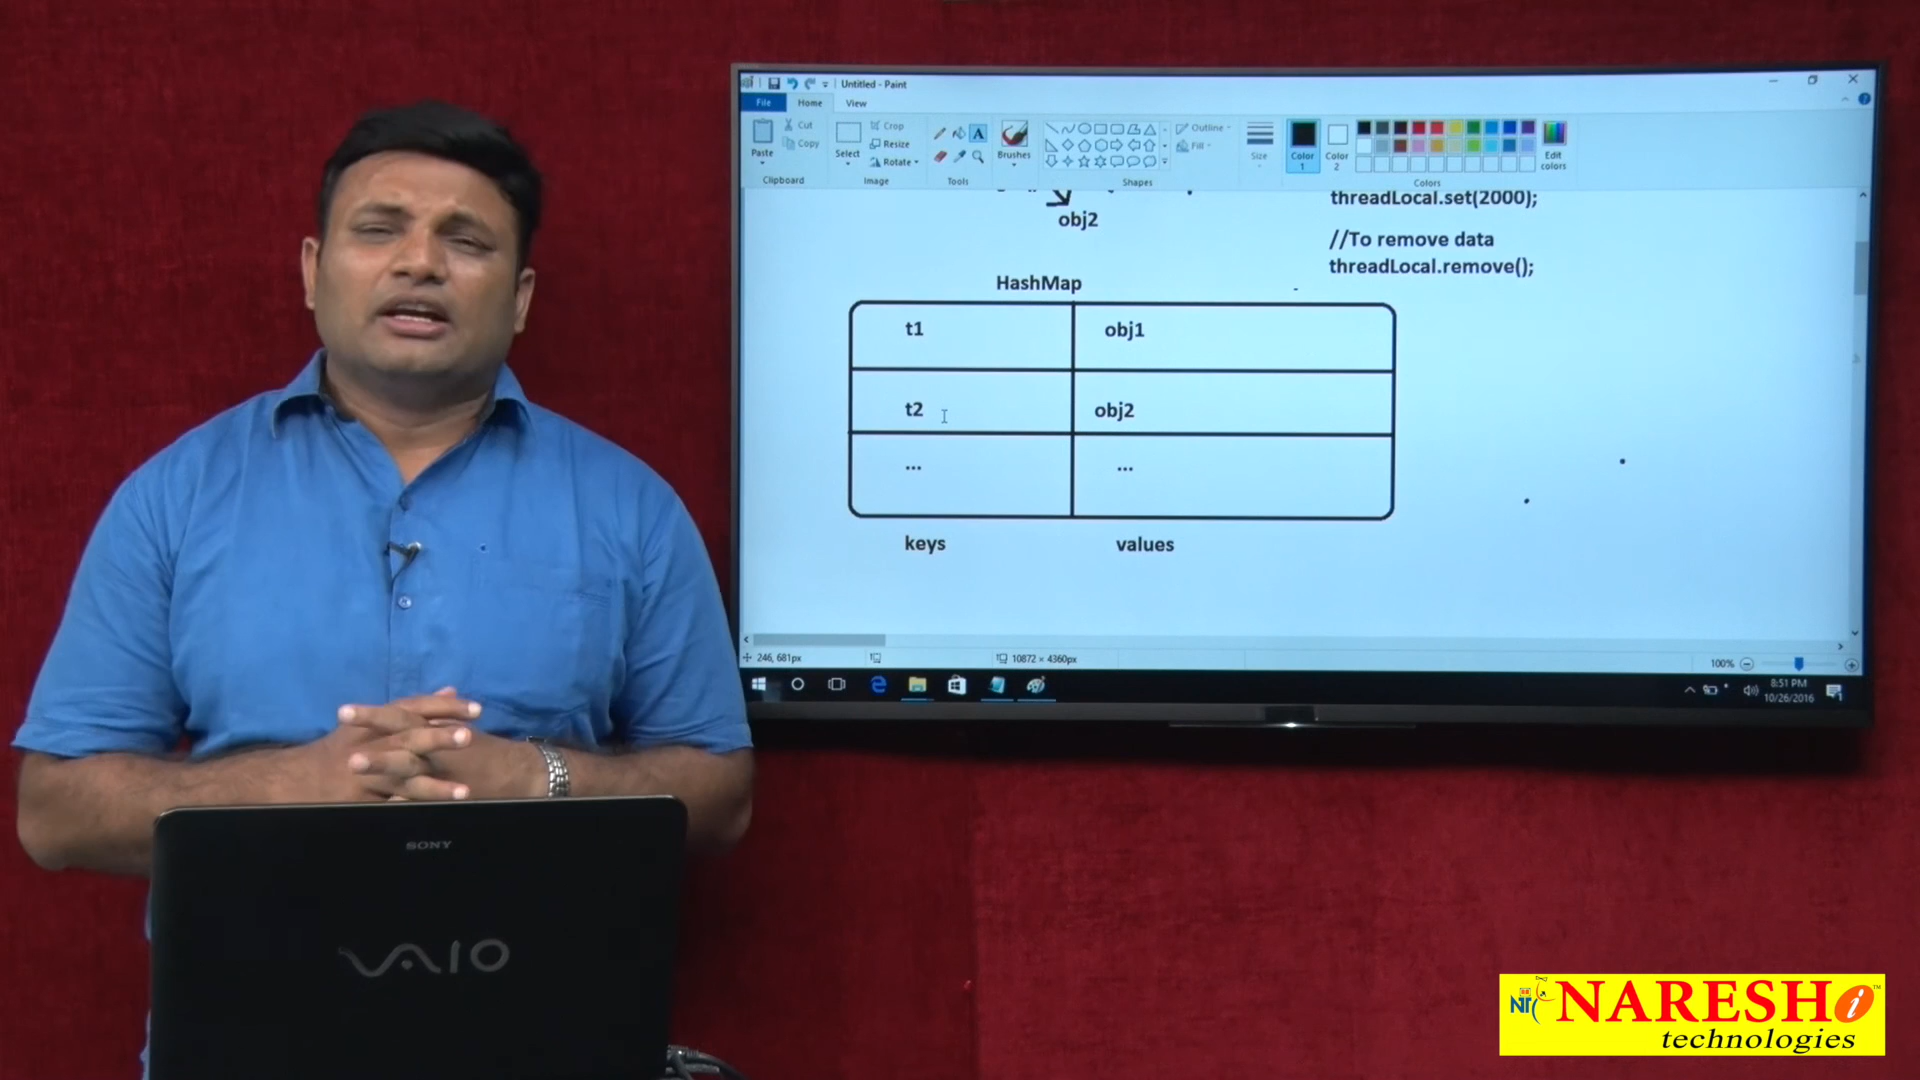 Untitled - Paint
File
Home
View
Paste
Cut
Copy
Clipboard
Select
Crop
Resize
Rotate
Image
A
Tools
Brushes
Outline
Fill
Shapes
Size
Color 1
Color 2
Edit colors
Colors
threadLocal.set(2000);
obj2
//To remove data
threadLocal.remove();
HashMap
t1 obj1
t2 obj2
... ...
keys values
246, 681px
10872 × 4360px
100%
8:51 PM
10/26/2016
SONY
VAIO
NARESH i
technologies